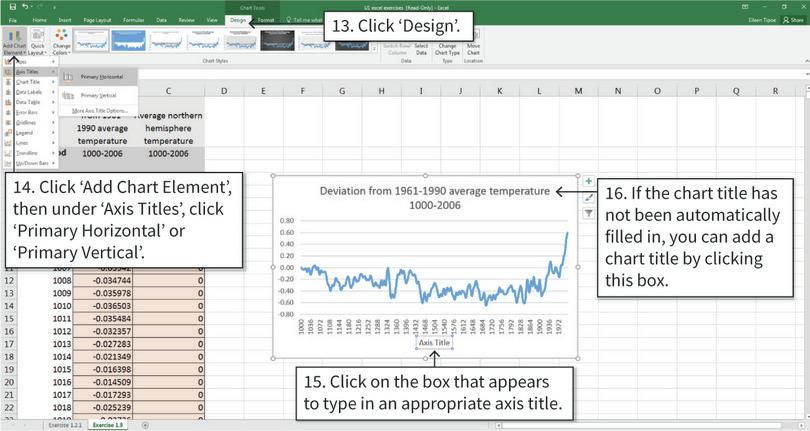 U1 excel exercises (Read-Only) - Excel
Chart Tools
Eileen Tipoe
Share
File Home Insert Page Layout Formulas Data Review View Design Format Tell me what
13. Click ‘Design’.
Add Chart Element
Quick Layout
Change Colors
Chart Styles
Switch Row/ Column
Select Data
Change Chart Type
Move Chart
Data
Type
Location
Axes
Axis Titles
Chart Title
Data Labels
Data Table
Error Bars
Gridlines
Legend
Lines
Trendline
Up/Down Bars
Primary Horizontal
Primary Vertical
More Axis Title Options...
C D E F G H I J K L M N O P Q R
from 1961-
1990 average
temperature
1000-2006
Average northern
hemisphere
temperature
1000-2006
14. Click ‘Add Chart Element’,
then under ‘Axis Titles’, click
‘Primary Horizontal’ or
‘Primary Vertical’.
Deviation from 1961-1990 average temperature
1000-2006
0.80
0.60
0.40
0.20
0.00
-0.20
-0.40
-0.60
-0.80
1000 1036 1072 1108 1144 1180 1216 1252 1288 1324 1360 1396 1432 1468 1504 1540 1576 1612 1648 1684 1720 1756 1792 1828 1864 1900 1936 1972
Axis Title
16. If the chart title has
not been automatically
filled in, you can add a
chart title by clicking
this box.
15. Click on the box that appears
to type in an appropriate axis title.
12 1008 -0.034744 0
13 1009 -0.035978 0
14 1010 -0.036503 0
15 1011 -0.035484 0
16 1012 -0.032357 0
17 1013 -0.027283 0
18 1014 -0.021349 0
19 1015 -0.016398 0
20 1016 -0.014509 0
21 1017 -0.017293 0
22 1018 -0.025239 0
Exercise 1.2.1 Exercise 1.9